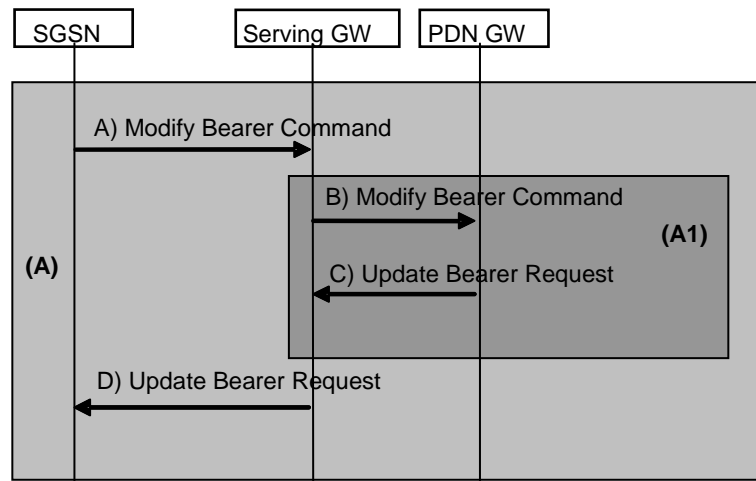 SGSN
Serving GW
PDN GW
A) Modify Bearer Command
B) Modify Bearer Command
(A1)
(A)
C) Update Bearer Request
D) Update Bearer Request